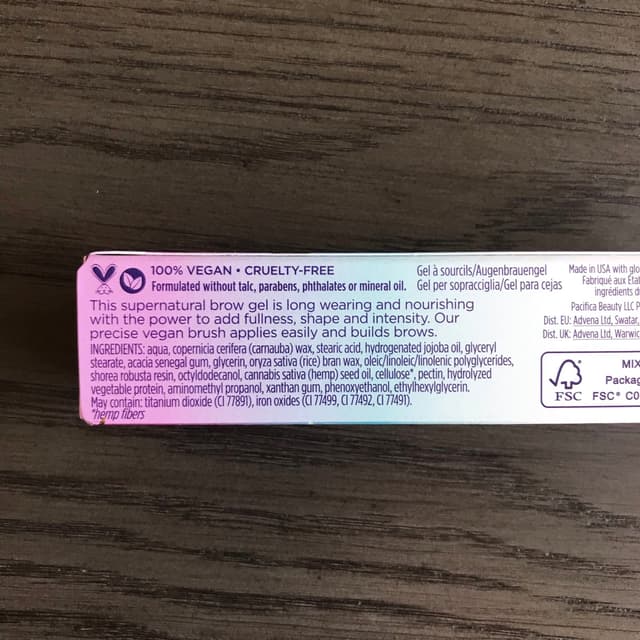 100% VEGAN • CRUELTY-FREE
Formulated without talc, parabens, phthalates or mineral oil.
This supernatural brow gel is long wearing and nourishing
with the power to add fullness, shape and intensity. Our
precise vegan brush applies easily and builds brows.
INGREDIENTS: aqua, copernicia cerifera (carnauba) wax, stearic acid, hydrogenated jojoba oil, glyceryl
stearate, acacia senegal gum, glycerin, oryza sativa (rice) bran wax, oleic/linoleic/linolenic polyglycerides,
shorea robusta resin, octyldodecanol, cannabis sativa (hemp) seed oil, cellulose*, pectin, hydrolyzed
vegetable protein, aminomethyl propanol, xanthan gum, phenoxyethanol, ethylhexylglycerin.
May contain: titanium dioxide (CI 77891), iron oxides (CI 77499, CI 77492, CI 77491).
*hemp fibers
Gel à sourcils/Augenbrauengel
Gel per sopracciglia/Gel para cejas
Made in USA with glo
Fabriqué aux Éta
ingrédients d
Pacifica Beauty LLC P
Dist. EU: Advena Ltd, Swatar,
Dist. UK: Advena Ltd, Warwic
FSC
MIX
Packag
FSC® C0